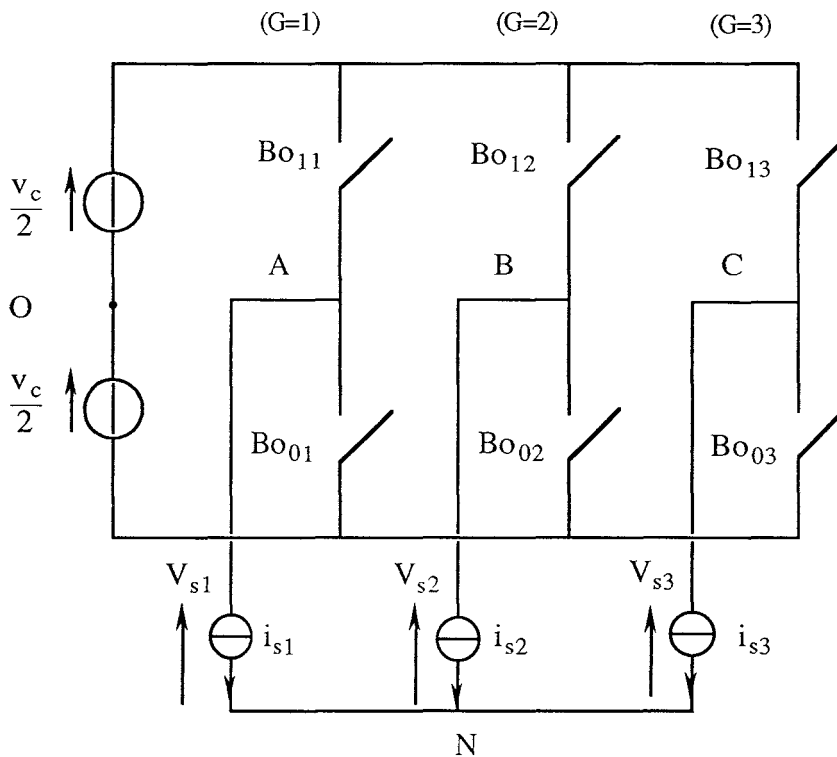 (G=1) (G=2) (G=3)
Bo11 Bo12 Bo13
vc/2
A B C
O
vc/2
Bo01 Bo02 Bo03
Vs1 Vs2 Vs3
is1 is2 is3
N